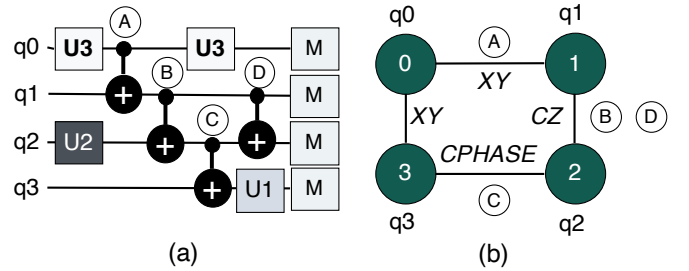 q0 U3 A U3 M
q1 B D M
q2 U2 C M
q3 U1 M
(a)
q0 q1
0 A 1
XY
XY CZ B D
CPHASE
3 C 2
q3 q2
(b)